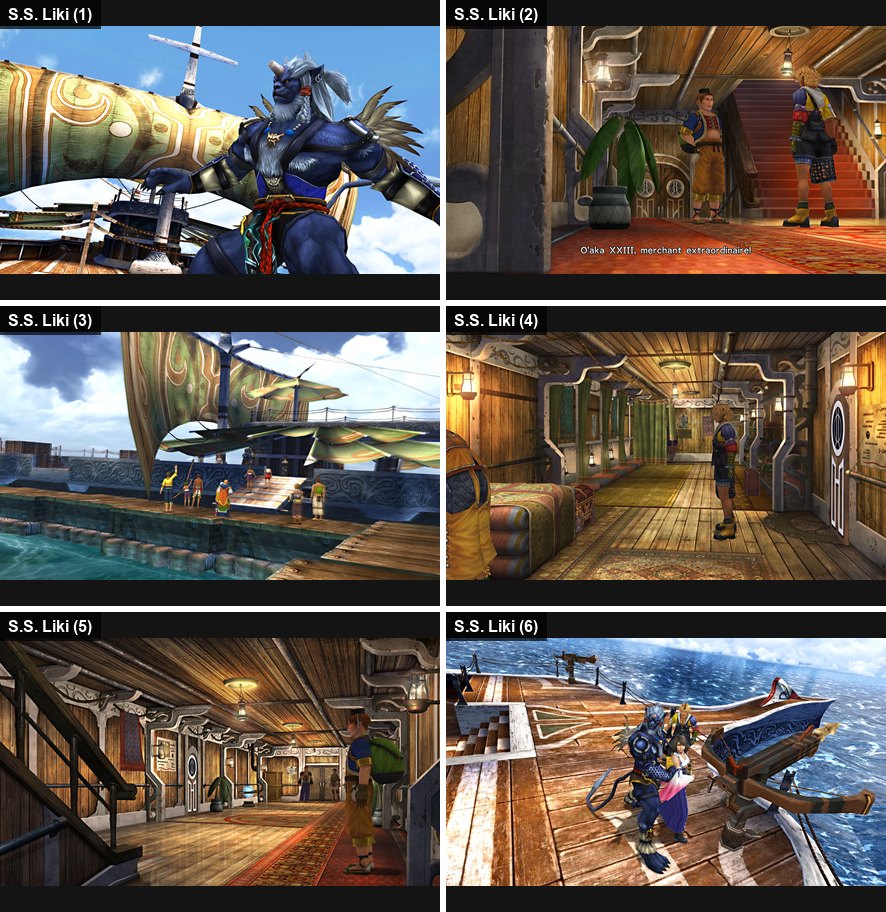 S.S. Liki (1)
S.S. Liki (2)
O'aka XXIII, merchant extraordinaire!
S.S. Liki (3)
S.S. Liki (4)
S.S. Liki (5)
S.S. Liki (6)